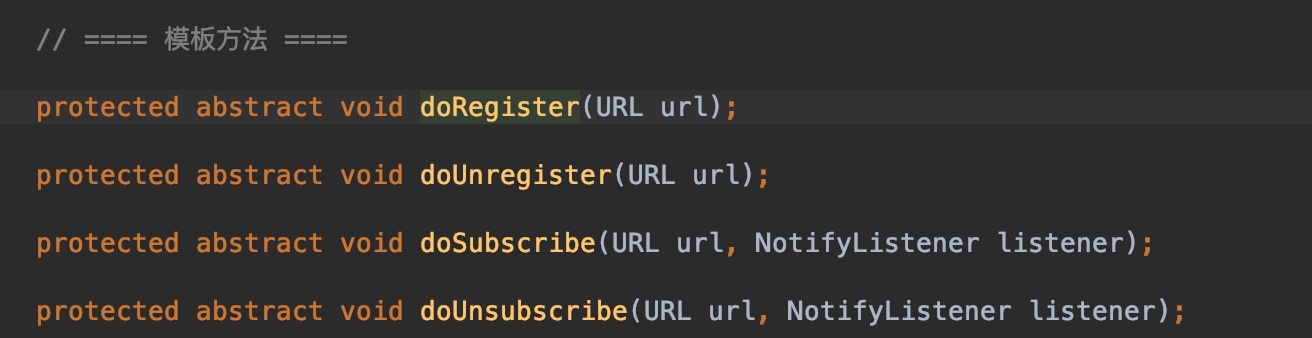 // ==== 模板方法 ====
protected abstract void doRegister(URL url);
protected abstract void doUnregister(URL url);
protected abstract void doSubscribe(URL url, NotifyListener listener);
protected abstract void doUnsubscribe(URL url, NotifyListener listener);